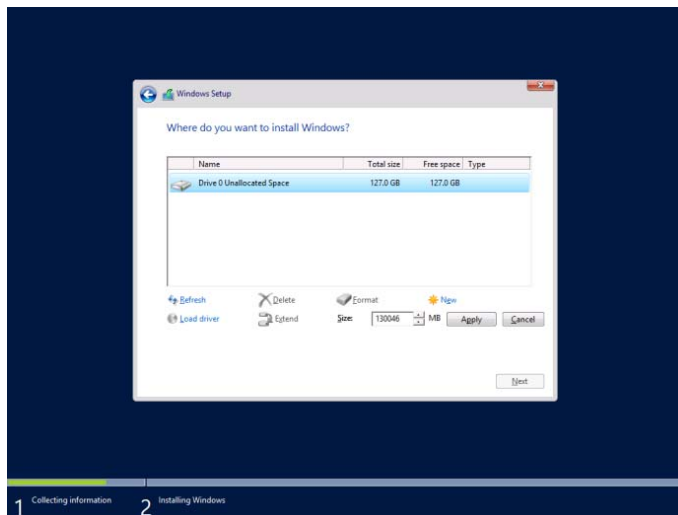 Windows Setup
Where do you want to install Windows?
Name Total size Free space Type
Drive 0 Unallocated Space 127.0 GB 127.0 GB
Refresh Delete Format New
Load driver Extend Size: 130046 MB Apply Cancel
Next
1 Collecting information 2 Installing Windows